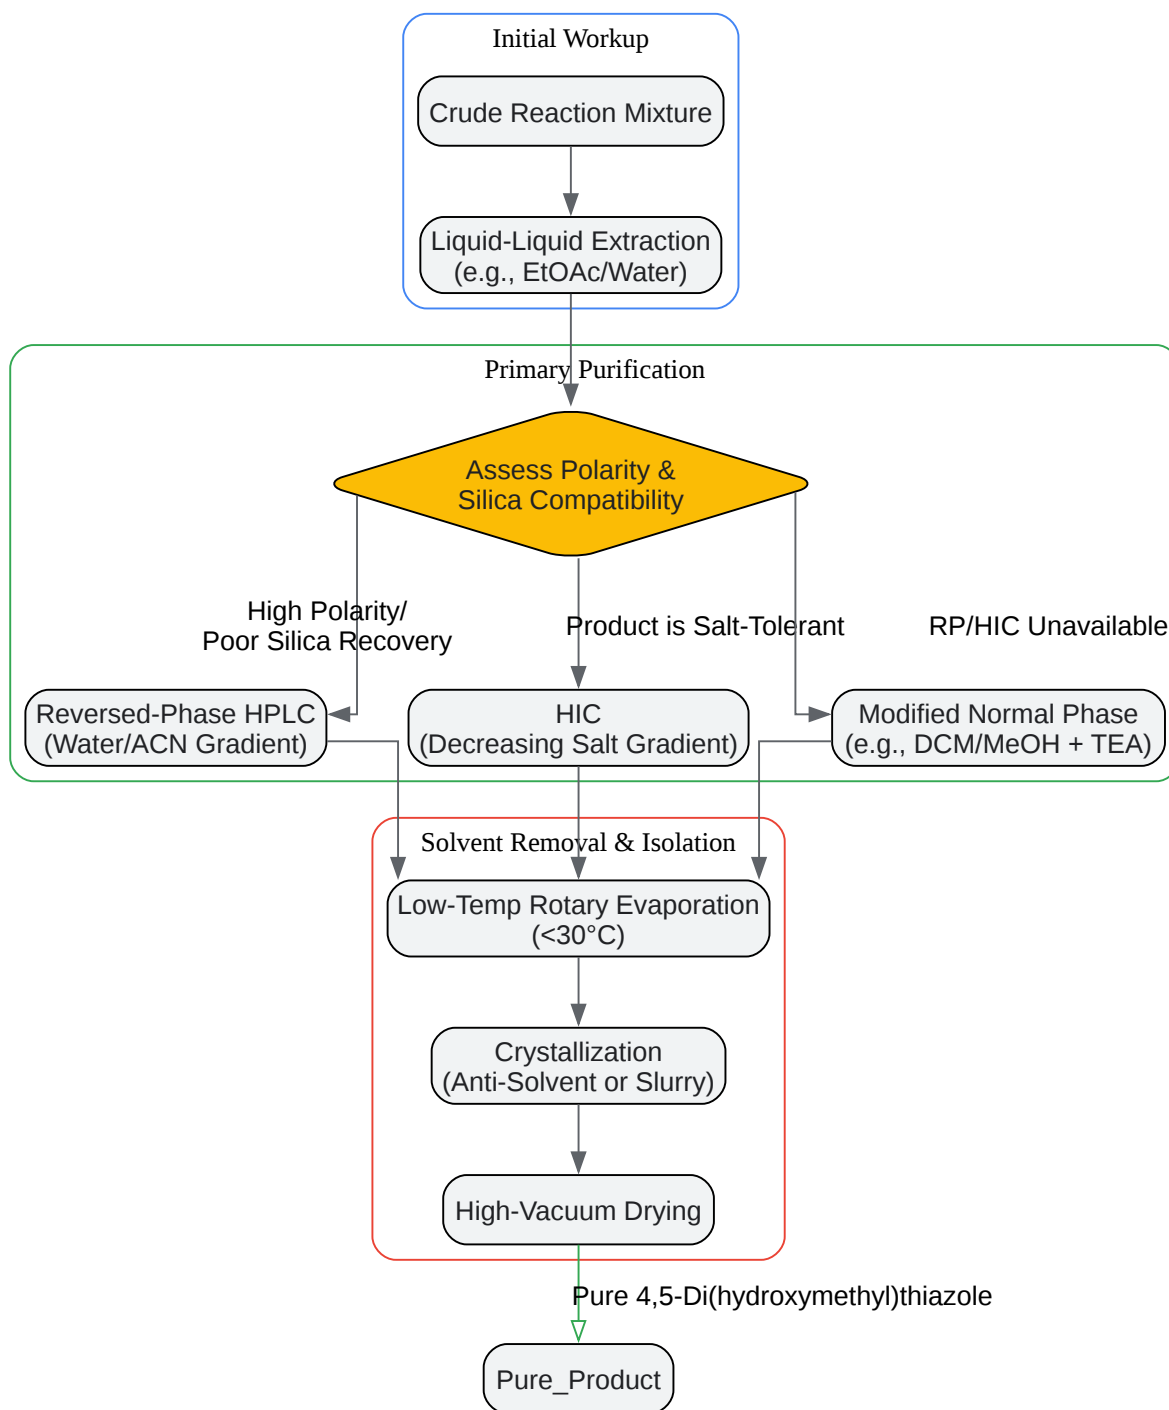 Initial Workup
Crude Reaction Mixture
Liquid-Liquid Extraction
(e.g., EtOAc/Water)
Primary Purification
Assess Polarity &
Silica Compatibility
High Polarity/
Poor Silica Recovery
Product is Salt-Tolerant
RP/HIC Unavailable
Reversed-Phase HPLC
(Water/ACN Gradient)
HIC
(Decreasing Salt Gradient)
Modified Normal Phase
(e.g., DCM/MeOH + TEA)
Solvent Removal & Isolation
Low-Temp Rotary Evaporation
(<30°C)
Crystallization
(Anti-Solvent or Slurry)
High-Vacuum Drying
Pure 4,5-Di(hydroxymethyl)thiazole
Pure_Product